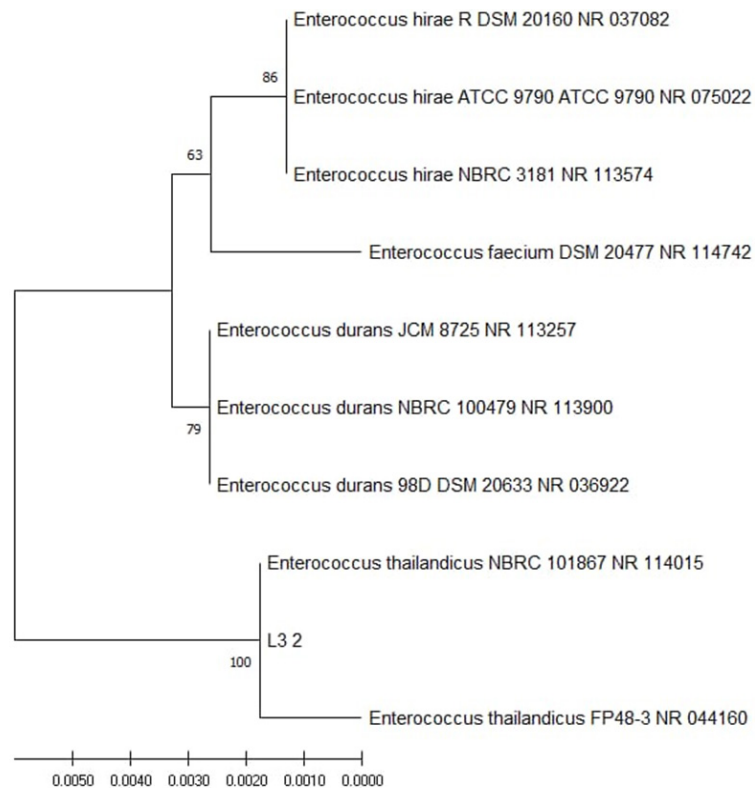 Enterococcus hirae R DSM 20160 NR 037082
86
Enterococcus hirae ATCC 9790 ATCC 9790 NR 075022
63
Enterococcus hirae NBRC 3181 NR 113574
Enterococcus faecium DSM 20477 NR 114742
Enterococcus durans JCM 8725 NR 113257
Enterococcus durans NBRC 100479 NR 113900
79
Enterococcus durans 98D DSM 20633 NR 036922
Enterococcus thailandicus NBRC 101867 NR 114015
L3 2
100
Enterococcus thailandicus FP48-3 NR 044160
0.0050 0.0040 0.0030 0.0020 0.0010 0.0000